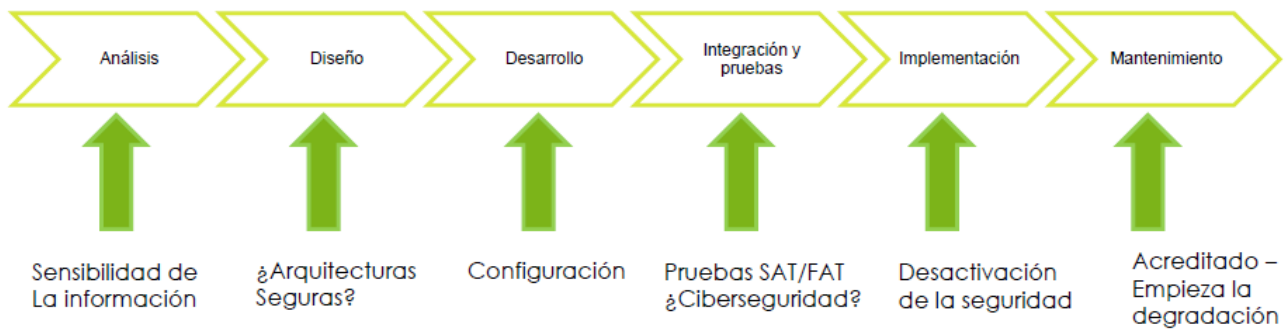 Análisis
Diseño
Desarrollo
Integración y
pruebas
Implementación
Mantenimiento
Sensibilidad de
La información
¿Arquitecturas
Seguras?
Configuración
Pruebas SAT/FAT
¿Ciberseguridad?
Desactivación
de la seguridad
Acreditado –
Empieza la
degradación